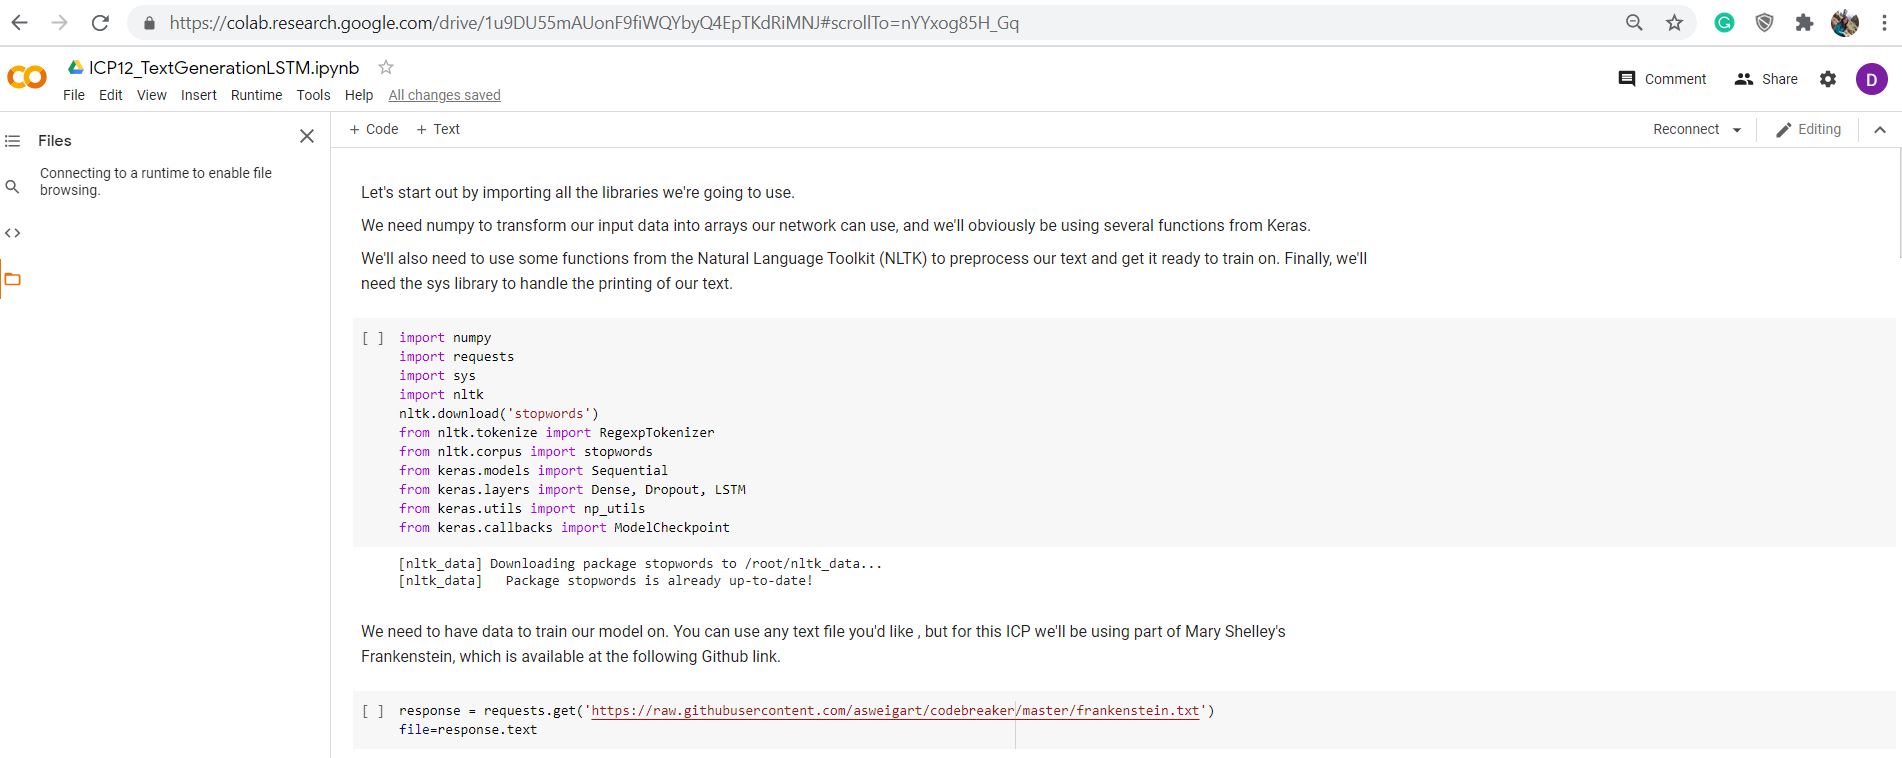 https://colab.research.google.com/drive/1u9DU55mAUonF9fiWQYbyQ4EpTKdRiMNJ#scrollTo=nYYxog85H_Gq
ICP12_TextGenerationLSTM.ipynb
File Edit View Insert Runtime Tools Help All changes saved
Comment Share D
Files
Connecting to a runtime to enable file
browsing.
+ Code + Text
Reconnect Editing
Let's start out by importing all the libraries we're going to use.
We need numpy to transform our input data into arrays our network can use, and we'll obviously be using several functions from Keras.
We'll also need to use some functions from the Natural Language Toolkit (NLTK) to preprocess our text and get it ready to train on. Finally, we'll
need the sys library to handle the printing of our text.
[ ] import numpy
import requests
import sys
import nltk
nltk.download('stopwords')
from nltk.tokenize import RegexpTokenizer
from nltk.corpus import stopwords
from keras.models import Sequential
from keras.layers import Dense, Dropout, LSTM
from keras.utils import np_utils
from keras.callbacks import ModelCheckpoint
[nltk_data] Downloading package stopwords to /root/nltk_data...
[nltk_data]   Package stopwords is already up-to-date!
We need to have data to train our model on. You can use any text file you'd like , but for this ICP we'll be using part of Mary Shelley's
Frankenstein, which is available at the following Github link.
[ ] response = requests.get('https://raw.githubusercontent.com/asweigart/codebreaker/master/frankenstein.txt')
file=response.text